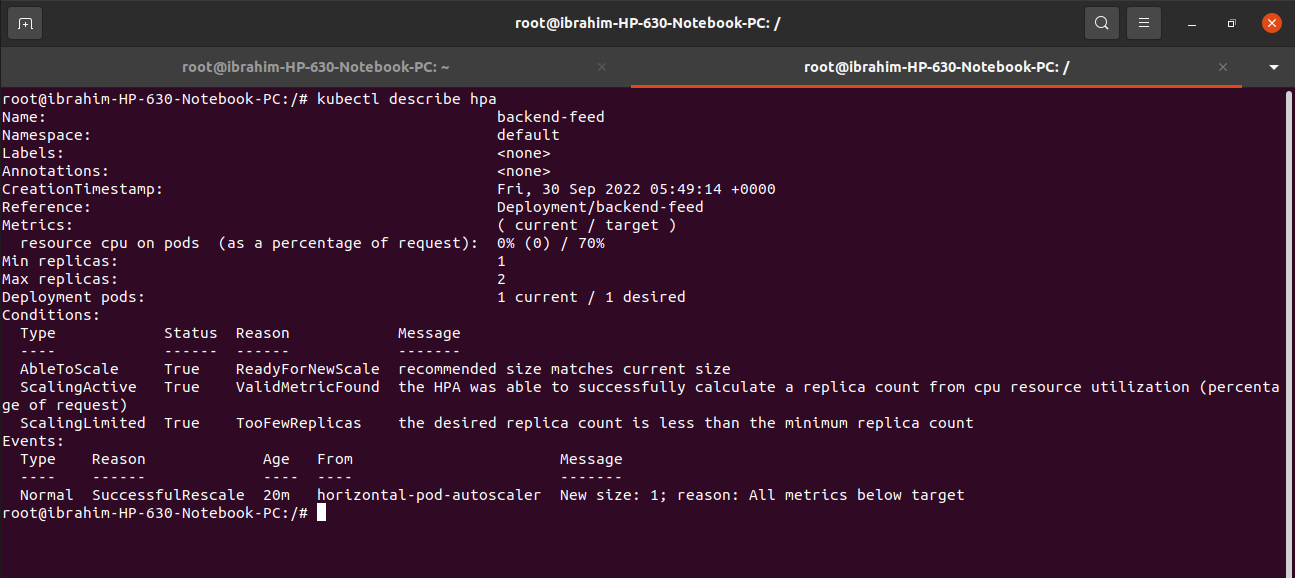 root@ibrahim-HP-630-Notebook-PC: /
root@ibrahim-HP-630-Notebook-PC: ~
root@ibrahim-HP-630-Notebook-PC: /
root@ibrahim-HP-630-Notebook-PC:/# kubectl describe hpa
Name:                                                  backend-feed
Namespace:                                             default
Labels:                                                <none>
Annotations:                                           <none>
CreationTimestamp:                                     Fri, 30 Sep 2022 05:49:14 +0000
Reference:                                             Deployment/backend-feed
Metrics:                                               ( current / target )
  resource cpu on pods  (as a percentage of request):  0% (0) / 70%
Min replicas:                                          1
Max replicas:                                          2
Deployment pods:                                       1 current / 1 desired
Conditions:
  Type            Status  Reason            Message
  ----            ------  ------            -------
  AbleToScale     True    ReadyForNewScale  recommended size matches current size
  ScalingActive   True    ValidMetricFound  the HPA was able to successfully calculate a replica count from cpu resource utilization (percenta
ge of request)
  ScalingLimited  True    TooFewReplicas    the desired replica count is less than the minimum replica count
Events:
  Type    Reason             Age   From                       Message
  ----    ------             ----  ----                       -------
  Normal  SuccessfulRescale  20m   horizontal-pod-autoscaler  New size: 1; reason: All metrics below target
root@ibrahim-HP-630-Notebook-PC:/#